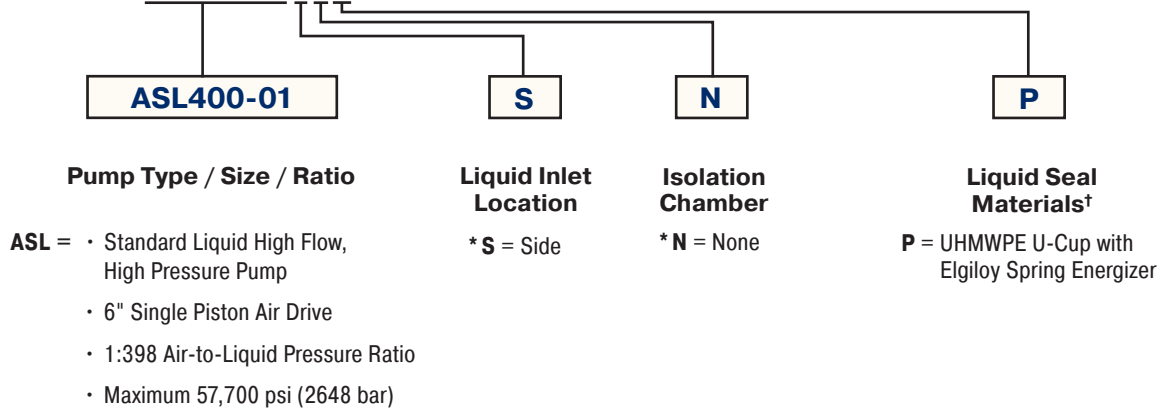 ASL400-01 S N P
Pump Type / Size / Ratio
ASL = • Standard Liquid High Flow,
High Pressure Pump
• 6" Single Piston Air Drive
• 1:398 Air-to-Liquid Pressure Ratio
• Maximum 57,700 psi (2648 bar)
Liquid Inlet
Location
* S = Side
Isolation
Chamber
* N = None
Liquid Seal
Materials†
P = UHMWPE U-Cup with
Elgiloy Spring Energizer